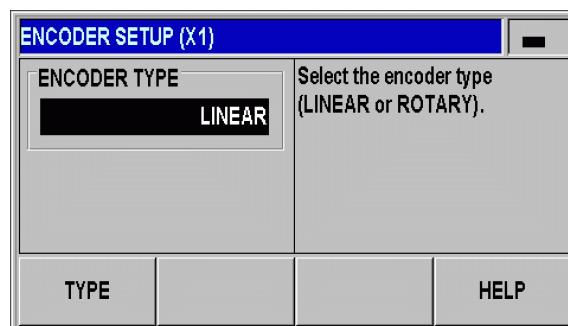 ENCODER SETUP (X1)
ENCODER TYPE
LINEAR
Select the encoder type
(LINEAR or ROTARY).
TYPE
HELP